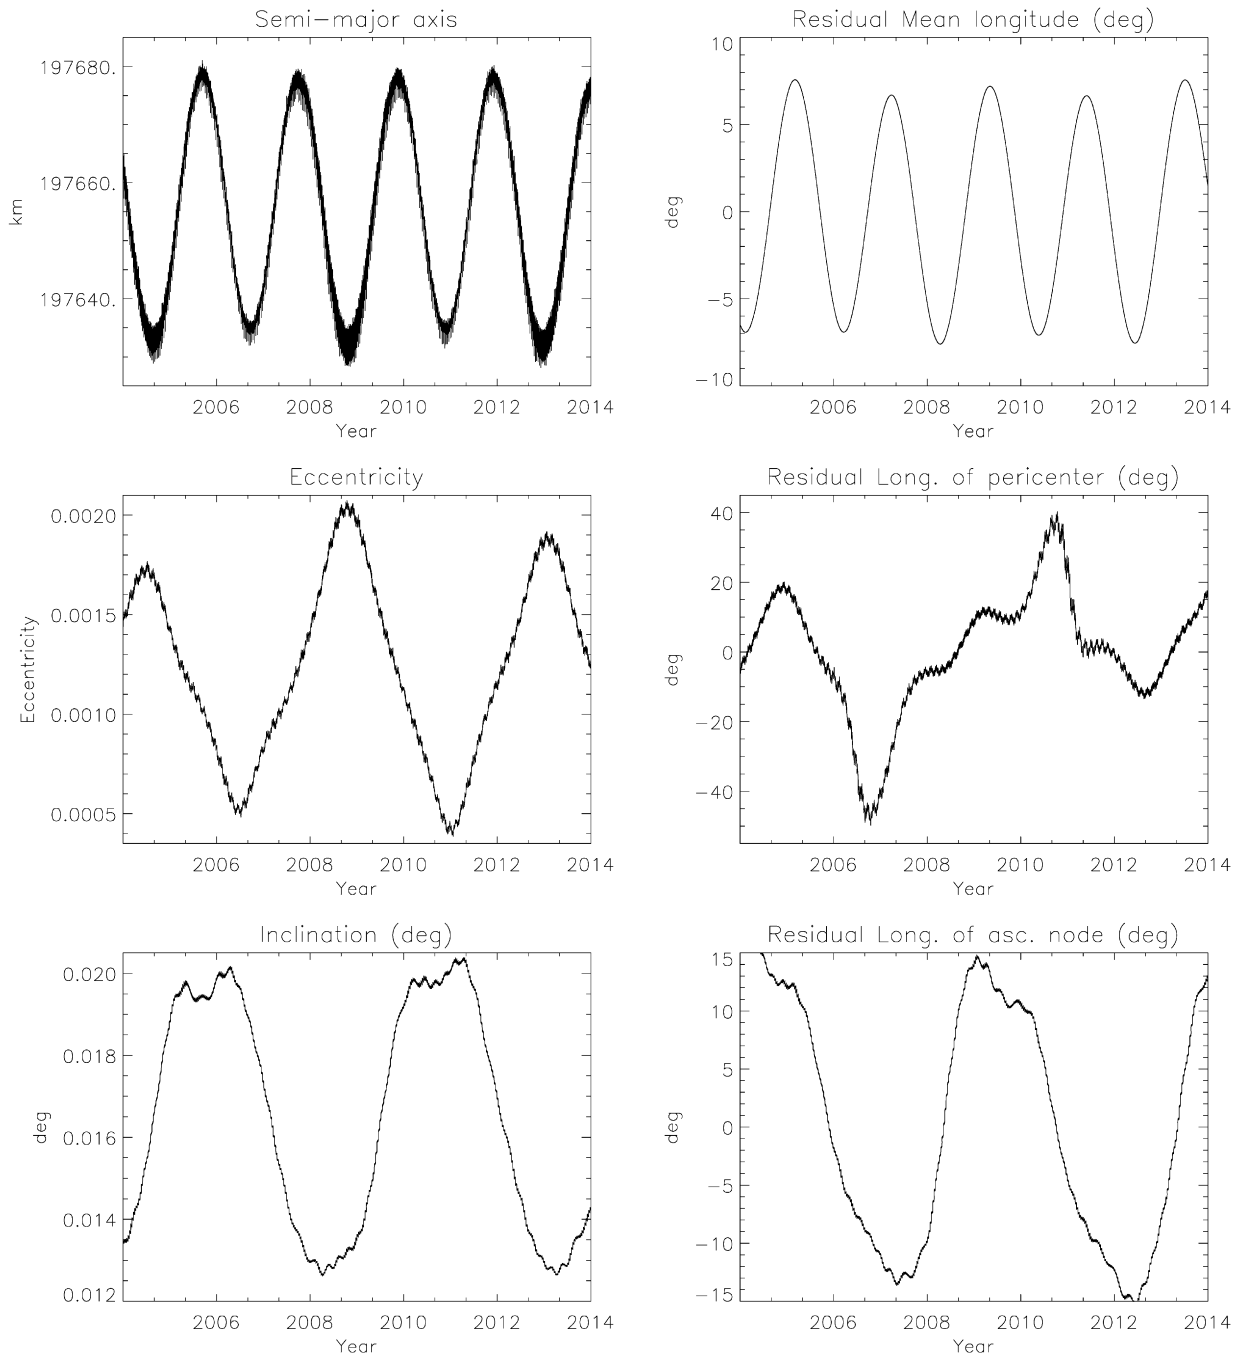 Semi-major axis
197680.
197660.
197640.
km
2006 2008 2010 2012 2014
Year
Residual Mean longitude (deg)
10
5
0
-5
-10
deg
2006 2008 2010 2012 2014
Year
Eccentricity
0.0020
0.0015
0.0010
0.0005
Eccentricity
2006 2008 2010 2012 2014
Year
Residual Long. of pericenter (deg)
40
20
0
-20
-40
deg
2006 2008 2010 2012 2014
Year
Inclination (deg)
0.020
0.018
0.016
0.014
0.012
deg
2006 2008 2010 2012 2014
Year
Residual Long. of asc. node (deg)
15
10
5
0
-5
-10
-15
deg
2006 2008 2010 2012 2014
Year